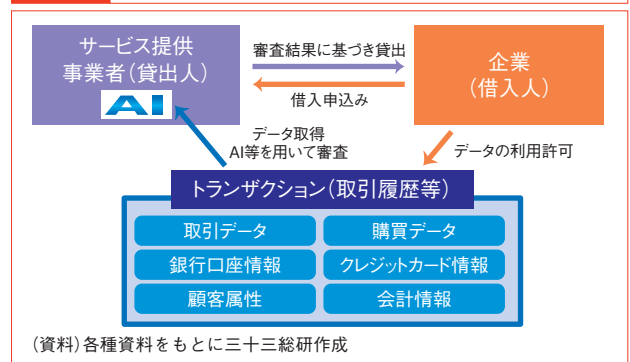 サービス提供
事業者(貸出人)
AI
審査結果に基づき貸出
借入申込み
企業
(借入人)
データ取得
AI等を用いて審査
データの利用許可
トランザクション(取引履歴等)
取引データ
購買データ
銀行口座情報
クレジットカード情報
顧客属性
会計情報
(資料)各種資料をもとに三十三総研作成